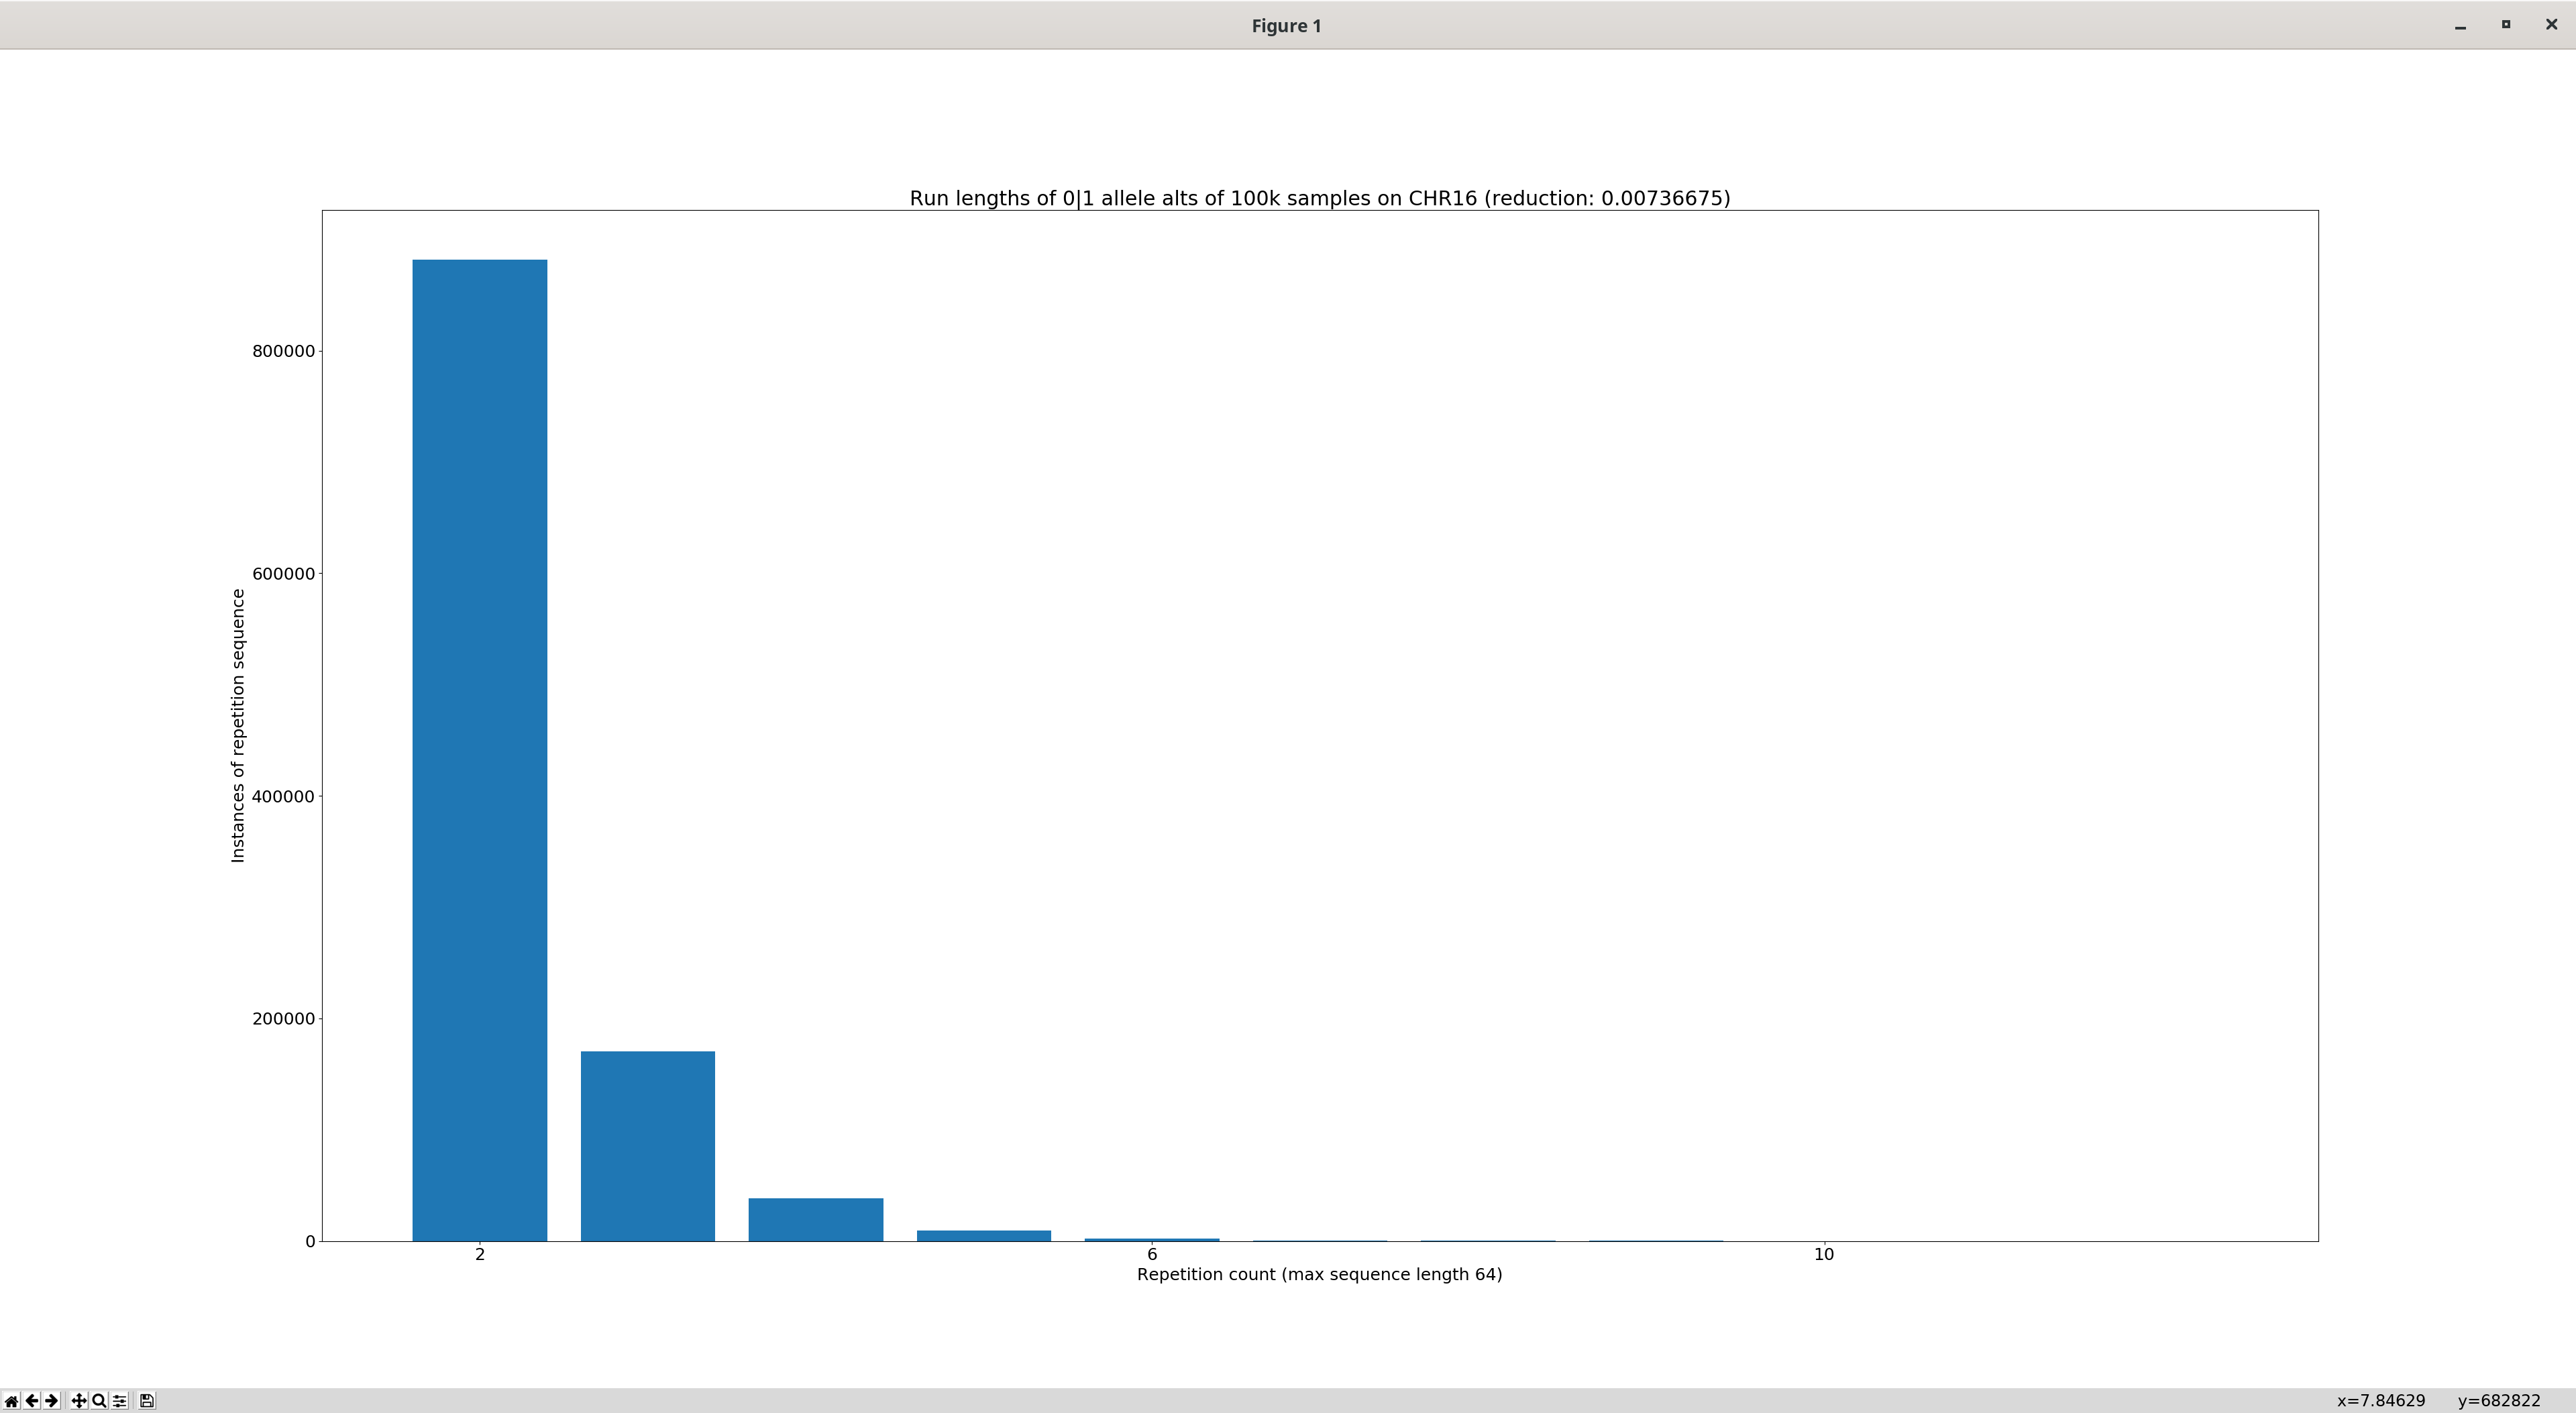 Figure 1
Run lengths of 0|1 allele alts of 100k samples on CHR16 (reduction: 0.00736675)
Instances of repetition sequence
800000
600000
400000
200000
0
2
6
10
Repetition count (max sequence length 64)
x=7.84629 y=682822